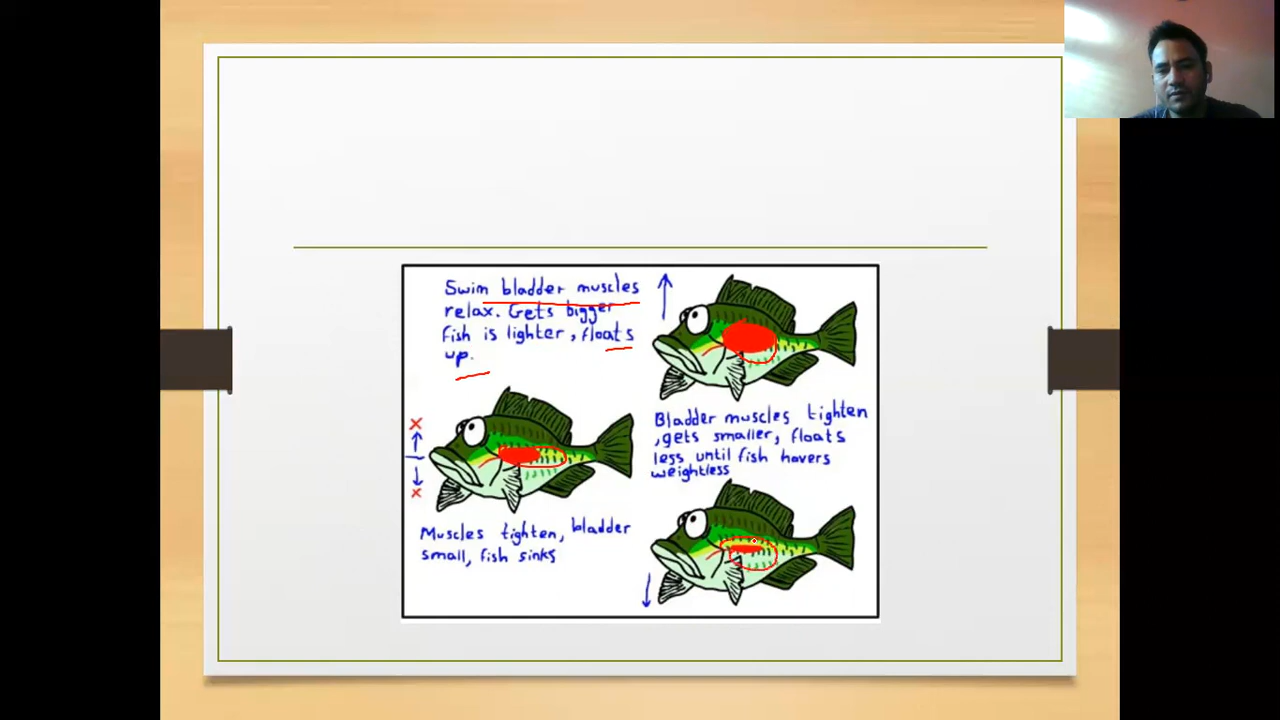 Swim bladder muscles
relax. Gets bigger
fish is lighter, floats
up.
Bladder muscles tighten
, gets smaller, floats
less until fish hovers
weightless
Muscles tighten, bladder
small, fish sinks